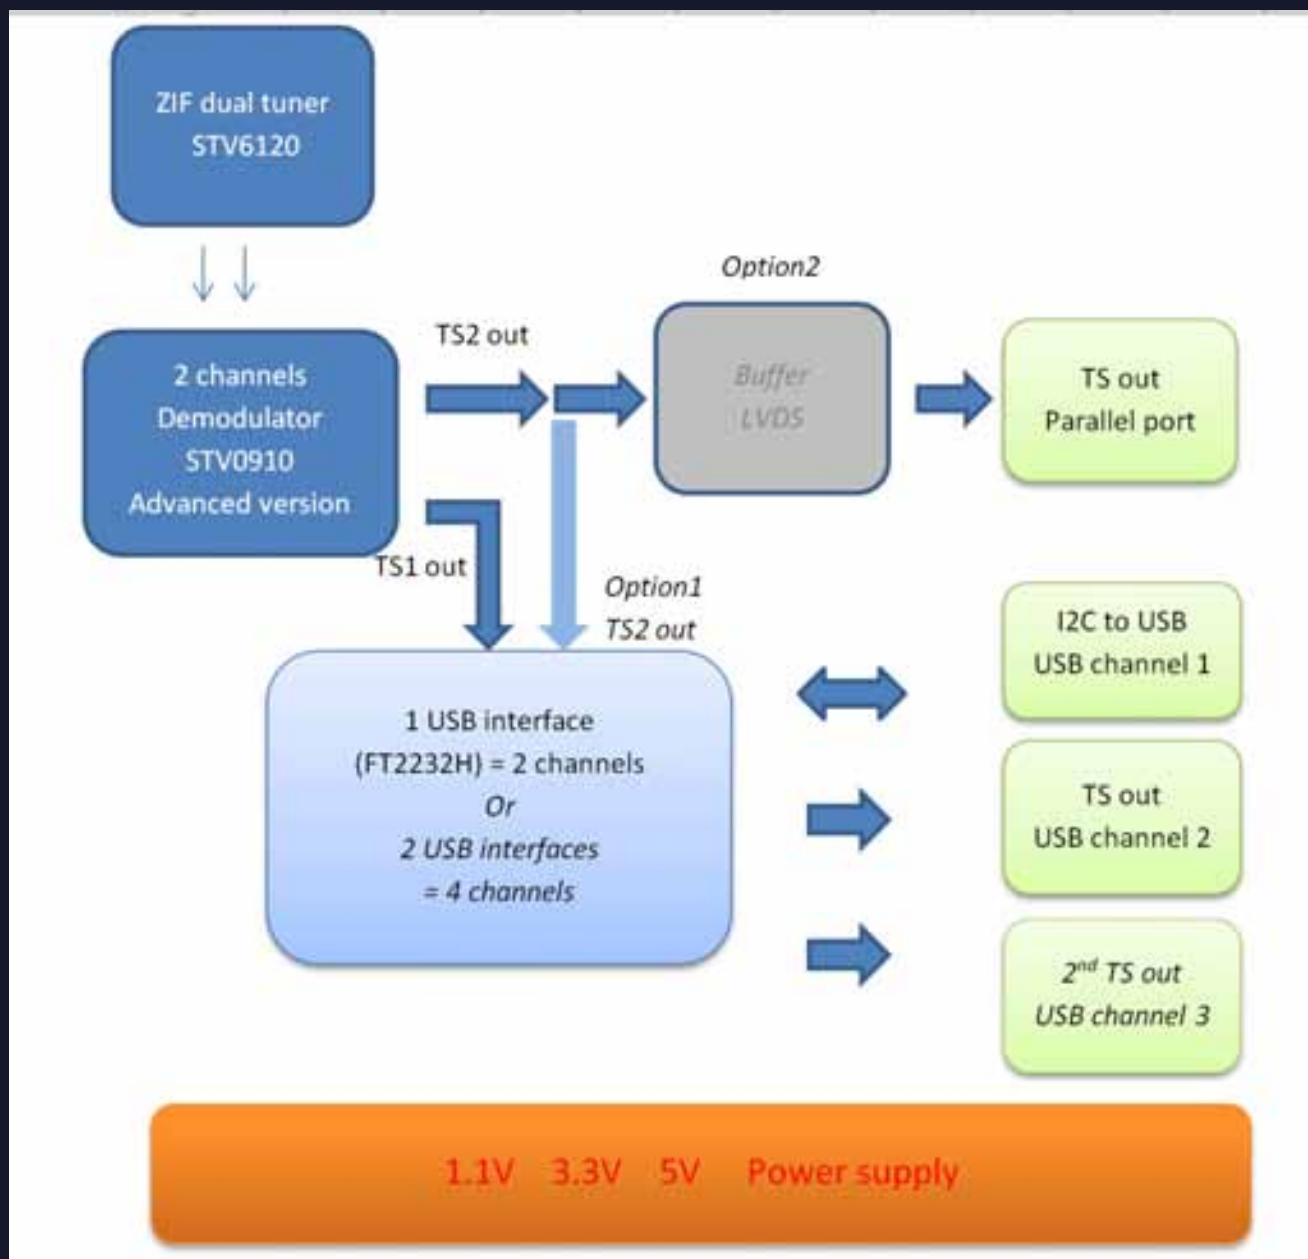 ZIF dual tuner
STV6120
Option2
TS2 out
2 channels
Demodulator
STV0910
Advanced version
Buffer
LVDS
TS out
Parallel port
TS1 out
Option1
TS2 out
I2C to USB
USB channel 1
1 USB interface
(FT2232H) = 2 channels
Or
2 USB interfaces
= 4 channels
TS out
USB channel 2
2nd TS out
USB channel 3
1.1V 3.3V 5V Power supply